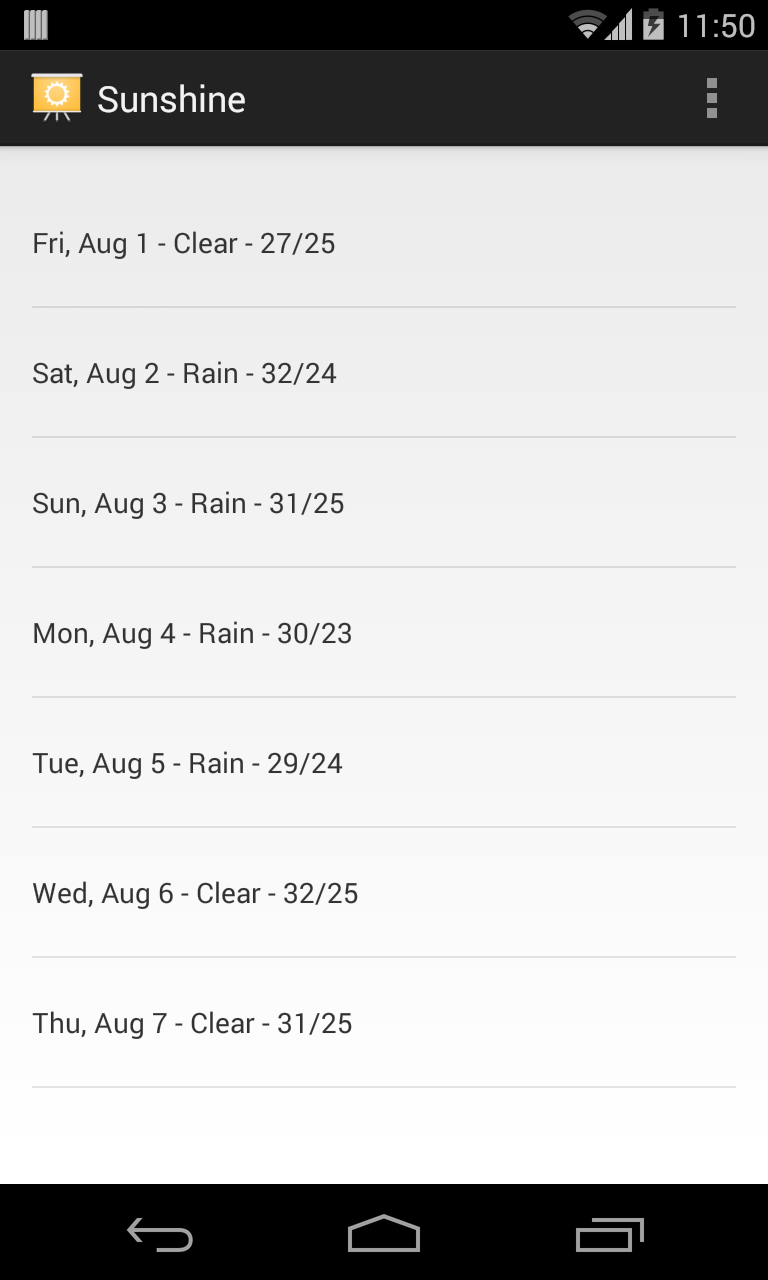 11:50
Sunshine
Fri, Aug 1 - Clear - 27/25
Sat, Aug 2 - Rain - 32/24
Sun, Aug 3 - Rain - 31/25
Mon, Aug 4 - Rain - 30/23
Tue, Aug 5 - Rain - 29/24
Wed, Aug 6 - Clear - 32/25
Thu, Aug 7 - Clear - 31/25